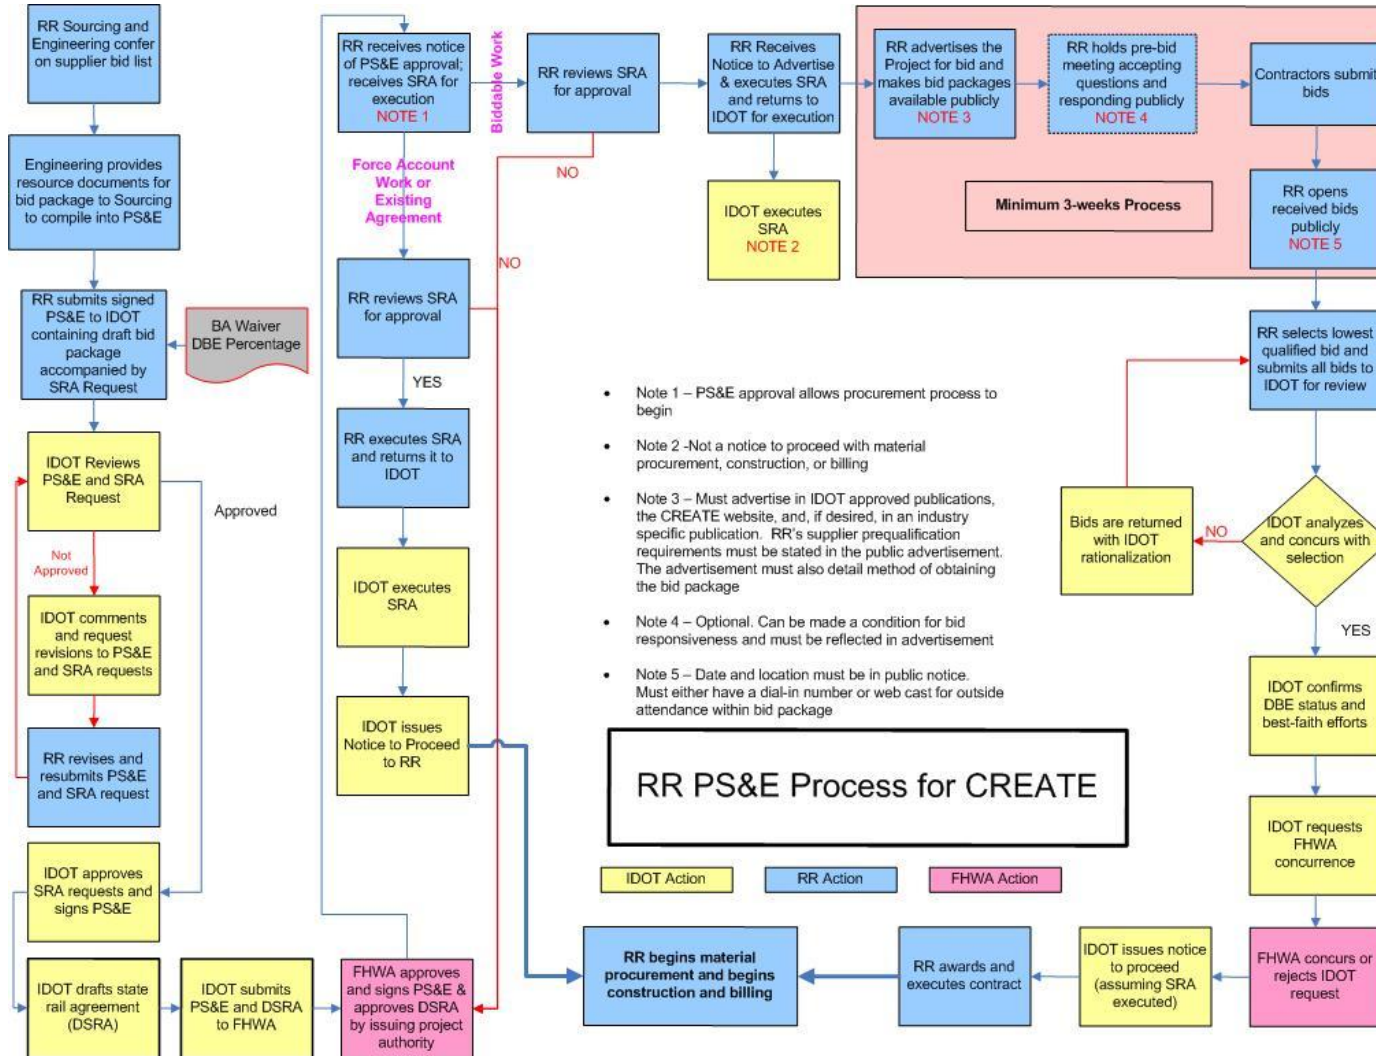 RR Sourcing and
Engineering confer
on supplier bid list
Engineering provides
resource documents for
bid package to Sourcing
to compile into PS&E
RR submits signed
PS&E to IDOT
containing draft bid
package
accompanied by
SRA Request
BA Waiver
DBE Percentage
IDOT Reviews
PS&E and SRA
Request
Approved
Not
Approved
IDOT comments
and request
revisions to PS&E
and SRA requests
RR revises and
resubmits PS&E
and SRA request
IDOT approves
SRA requests and
signs PS&E
IDOT drafts state
rail agreement
(DSRA)
IDOT submits
PS&E and DSRA
to FHWA
FHWA approves
and signs PS&E &
approves DSRA
by issuing project
authority
RR receives notice
of PS&E approval;
receives SRA for
execution
NOTE 1
Biddable Work
Force Account
Work or
Existing
Agreement
RR reviews SRA
for approval
YES
RR executes SRA
and returns it to
IDOT
IDOT executes
SRA
IDOT issues
Notice to Proceed
to RR
RR reviews SRA
for approval
NO
NO
RR Receives
Notice to Advertise
& executes SRA
and returns to
IDOT for execution
IDOT executes
SRA
NOTE 2
RR advertises the
Project for bid and
makes bid packages
available publicly
NOTE 3
RR holds pre-bid
meeting accepting
questions and
responding publicly
NOTE 4
Contractors submit
bids
Minimum 3-weeks Process
RR opens
received bids
publicly
NOTE 5
RR selects lowest
qualified bid and
submits all bids to
IDOT for review
IDOT analyzes
and concurs with
selection
NO
Bids are returned
with IDOT
rationalization
YES
IDOT confirms
DBE status and
best-faith efforts
IDOT requests
FHWA
concurrence
FHWA concurs or
rejects IDOT
request
IDOT issues notice
to proceed
(assuming SRA
executed)
RR awards and
executes contract
RR begins material
procurement and begins
construction and billing
• Note 1 – PS&E approval allows procurement process to
begin
• Note 2 -Not a notice to proceed with material
procurement, construction, or billing
• Note 3 – Must advertise in IDOT approved publications,
the CREATE website, and, if desired, in an industry
specific publication. RR's supplier prequalification
requirements must be stated in the public advertisement.
The advertisement must also detail method of obtaining
the bid package
• Note 4 – Optional. Can be made a condition for bid
responsiveness and must be reflected in advertisement
• Note 5 – Date and location must be in public notice.
Must either have a dial-in number or web cast for outside
attendance within bid package
RR PS&E Process for CREATE
IDOT Action
RR Action
FHWA Action